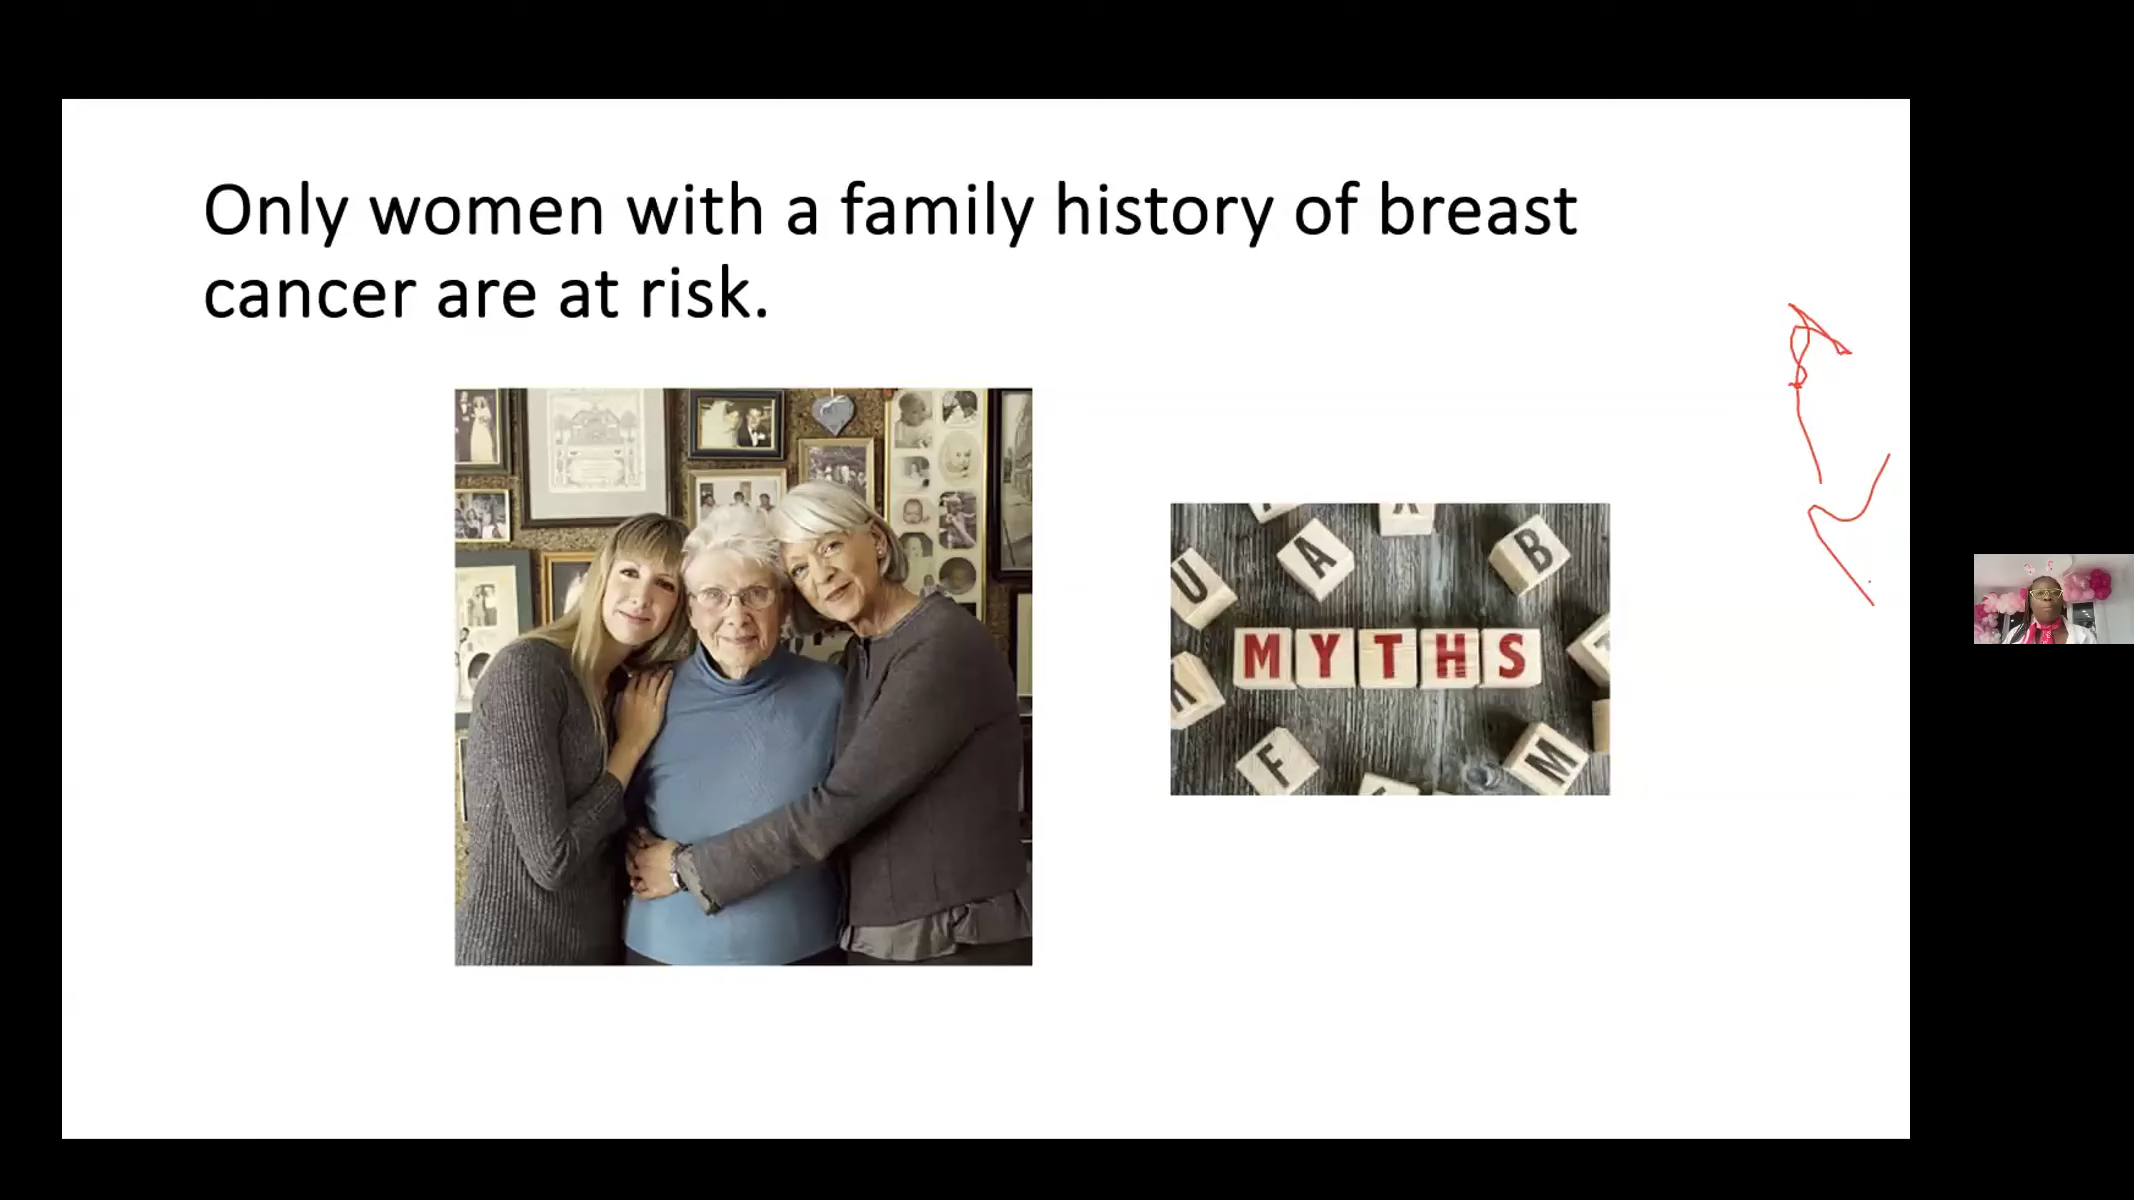 Only women with a family history of breast
cancer are at risk.
A
B
U
MYTHS
F
M